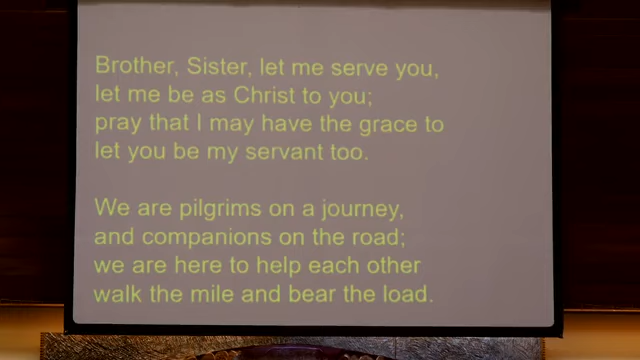 Brother, Sister, let me serve you,
let me be as Christ to you;
pray that I may have the grace to
let you be my servant too.
We are pilgrims on a journey,
and companions on the road;
we are here to help each other
walk the mile and bear the load.